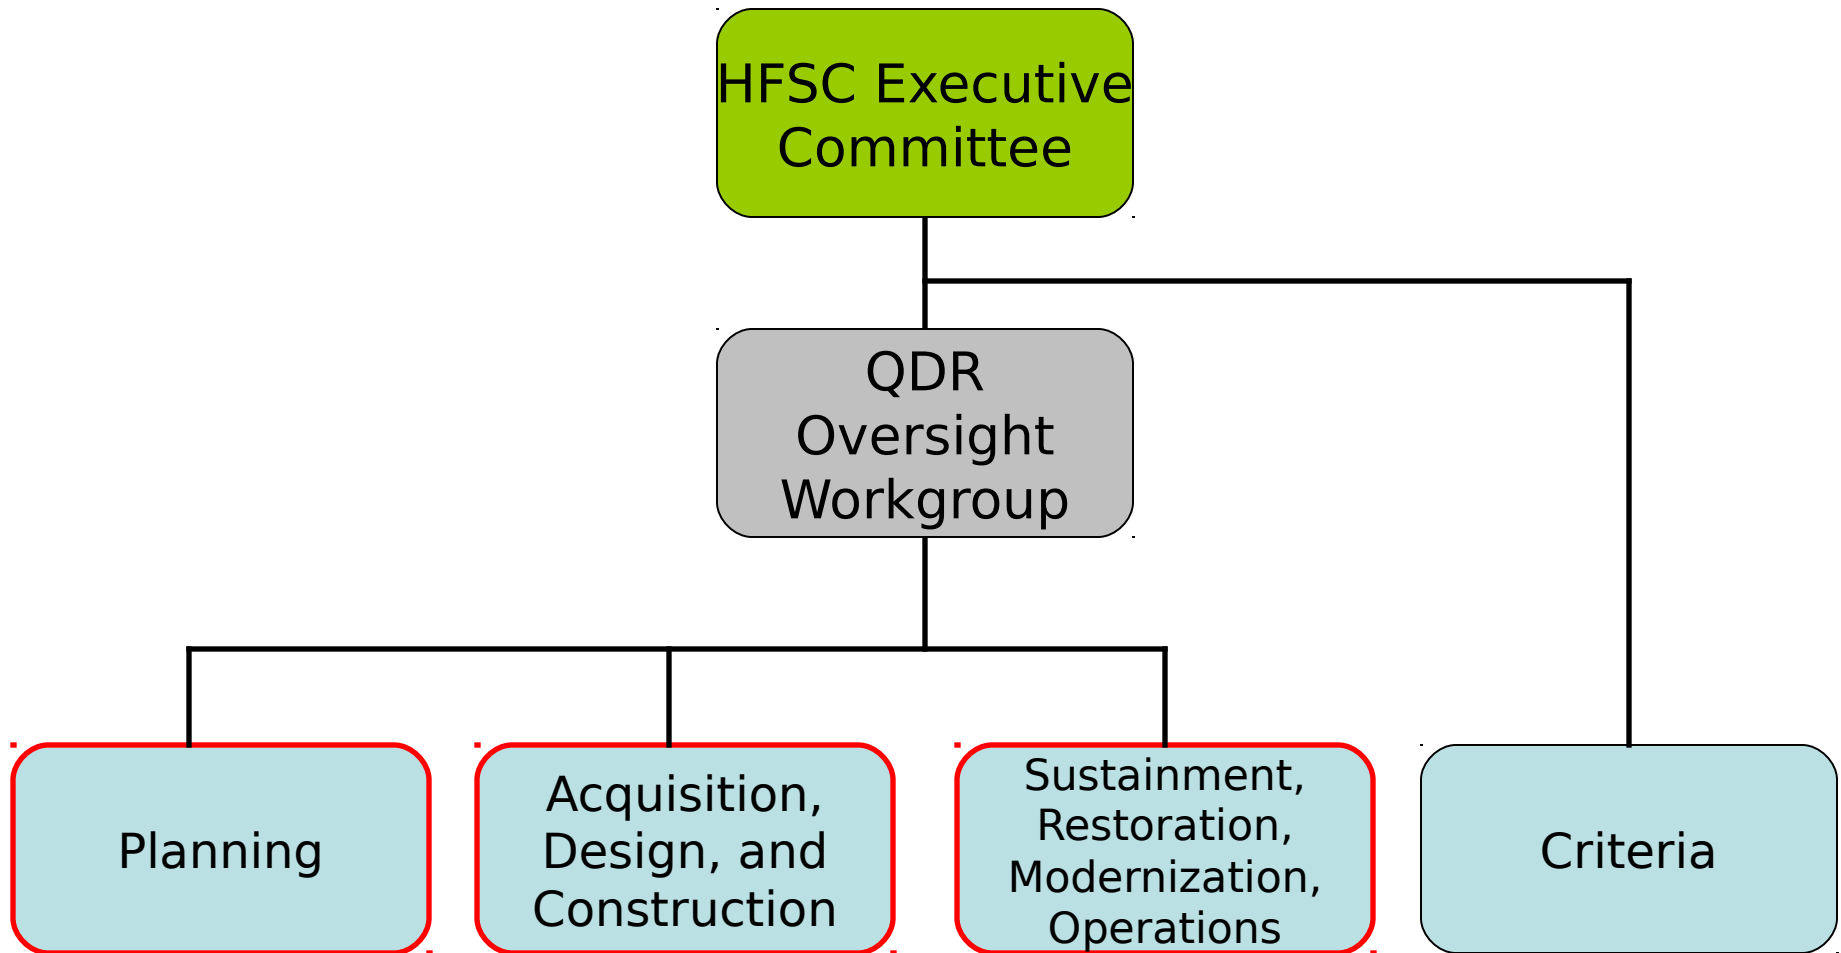 HFSC Executive
Committee
QDR
Oversight
Workgroup
Planning
Acquisition,
Design, and
Construction
Sustainment,
Restoration,
Modernization,
Operations
Criteria